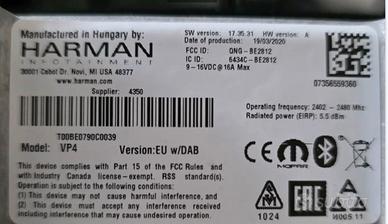 Manufactured in Hungary by:
HARMAN
INFOTAINMENT
30001 Cabot Dr. Novi, MI USA 48377
www.harman.com
Supplier: 4350
SW version: 17.35.31 HW version: A
Date of production: 19/03/2020
FCC ID: QNG-BE2812
IC ID: 6434C-BE2812
9-16VDC @ 16A Max
07356559360
T00BE0790C0039
Model: VP4 Version:EU w/DAB
Operating frequency: 2402 - 2480 Mhz
Radiated power (EIRP): 5.5 dBm
This device complies with Part 15 of the FCC Rules and
with Industry Canada license-exempt RSS standard(s).
Operation is subject to the following two conditions:
(1) this device may not cause harmful interference, and
(2) this device must accept any interference received
including interference that may cause undesired operation.
CE
MOPAR
1024
EAC